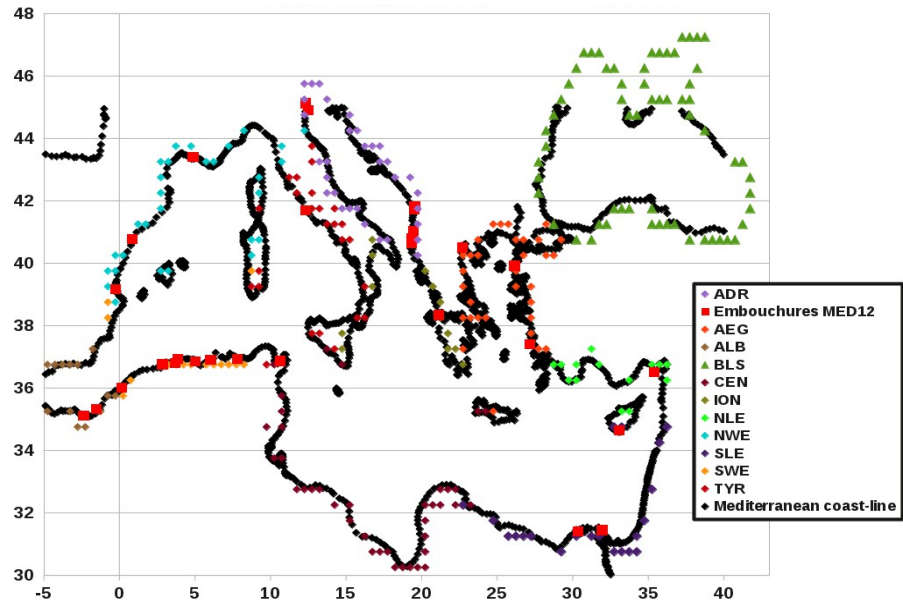 48
46
44
42
40
38
36
34
32
30
-5 0 5 10 15 20 25 30 35 40
ADR
Embouchures MED12
AEG
ALB
BLS
CEN
ION
NLE
NWE
SLE
SWE
TYR
Mediterranean coast-line